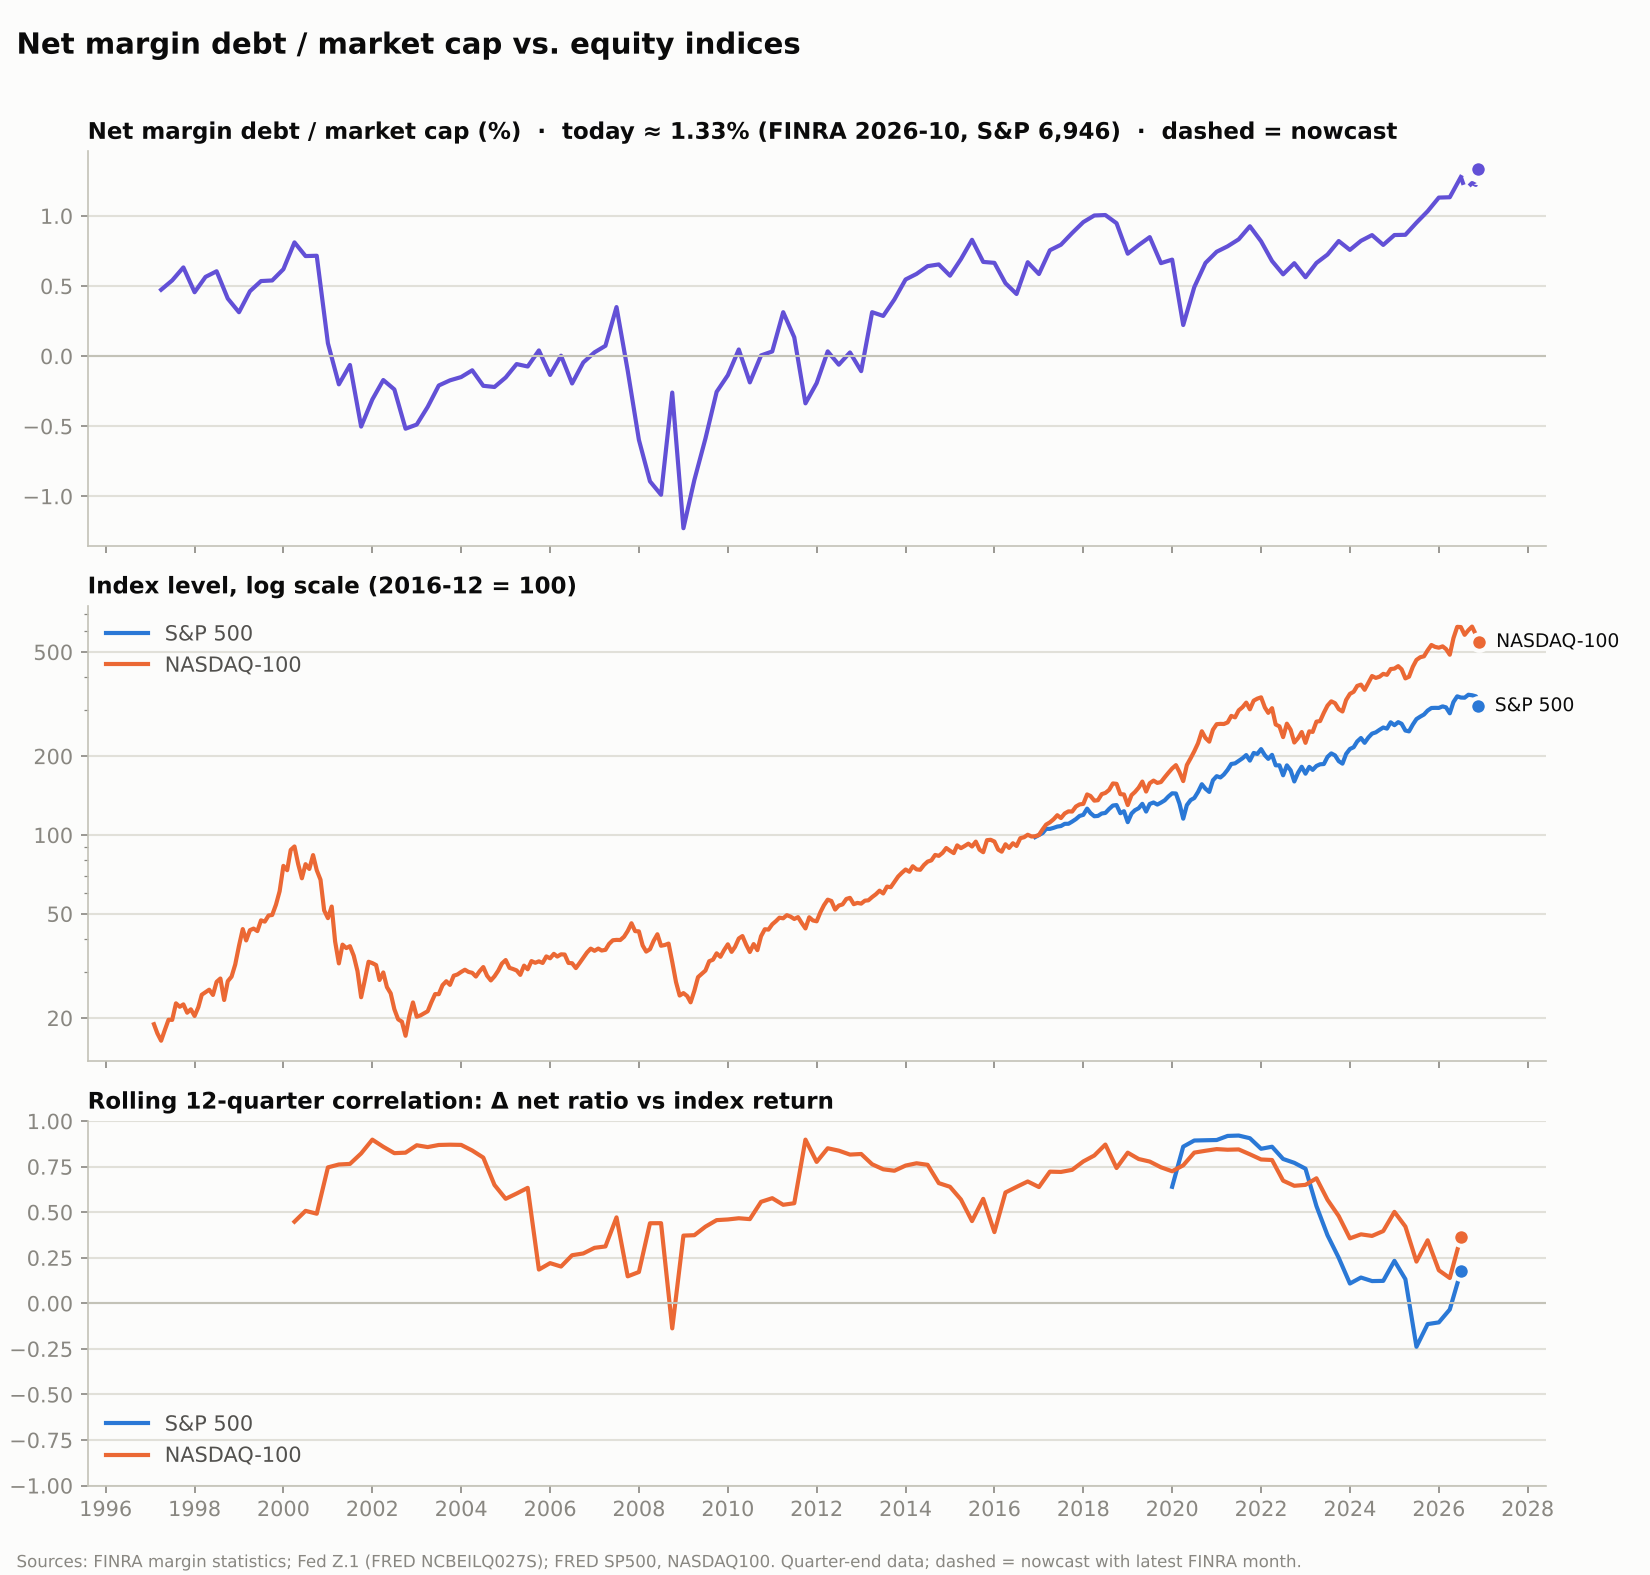 Net margin debt / market cap vs. equity indices
Net margin debt / market cap (%)  ·  today ≈ 1.33% (FINRA 2026-10, S&P 6,946)  ·  dashed = nowcast
1.0
0.5
0.0
−0.5
−1.0
Index level, log scale (2016-12 = 100)
S&P 500
NASDAQ-100
500
200
100
50
20
NASDAQ-100
S&P 500
Rolling 12-quarter correlation: Δ net ratio vs index return
1.00
0.75
0.50
0.25
0.00
−0.25
−0.50
−0.75
−1.00
S&P 500
NASDAQ-100
1996 1998 2000 2002 2004 2006 2008 2010 2012 2014 2016 2018 2020 2022 2024 2026 2028
Sources: FINRA margin statistics; Fed Z.1 (FRED NCBEILQ027S); FRED SP500, NASDAQ100. Quarter-end data; dashed = nowcast with latest FINRA month.